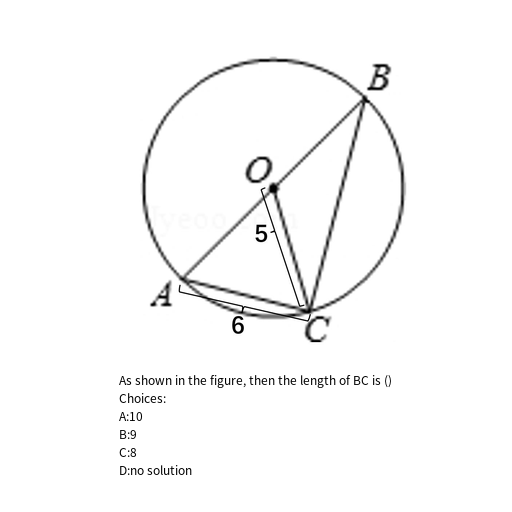 B
O
5
A
6
C
As shown in the figure, then the length of BC is ()
Choices:
A:10
B:9
C:8
D:no solution